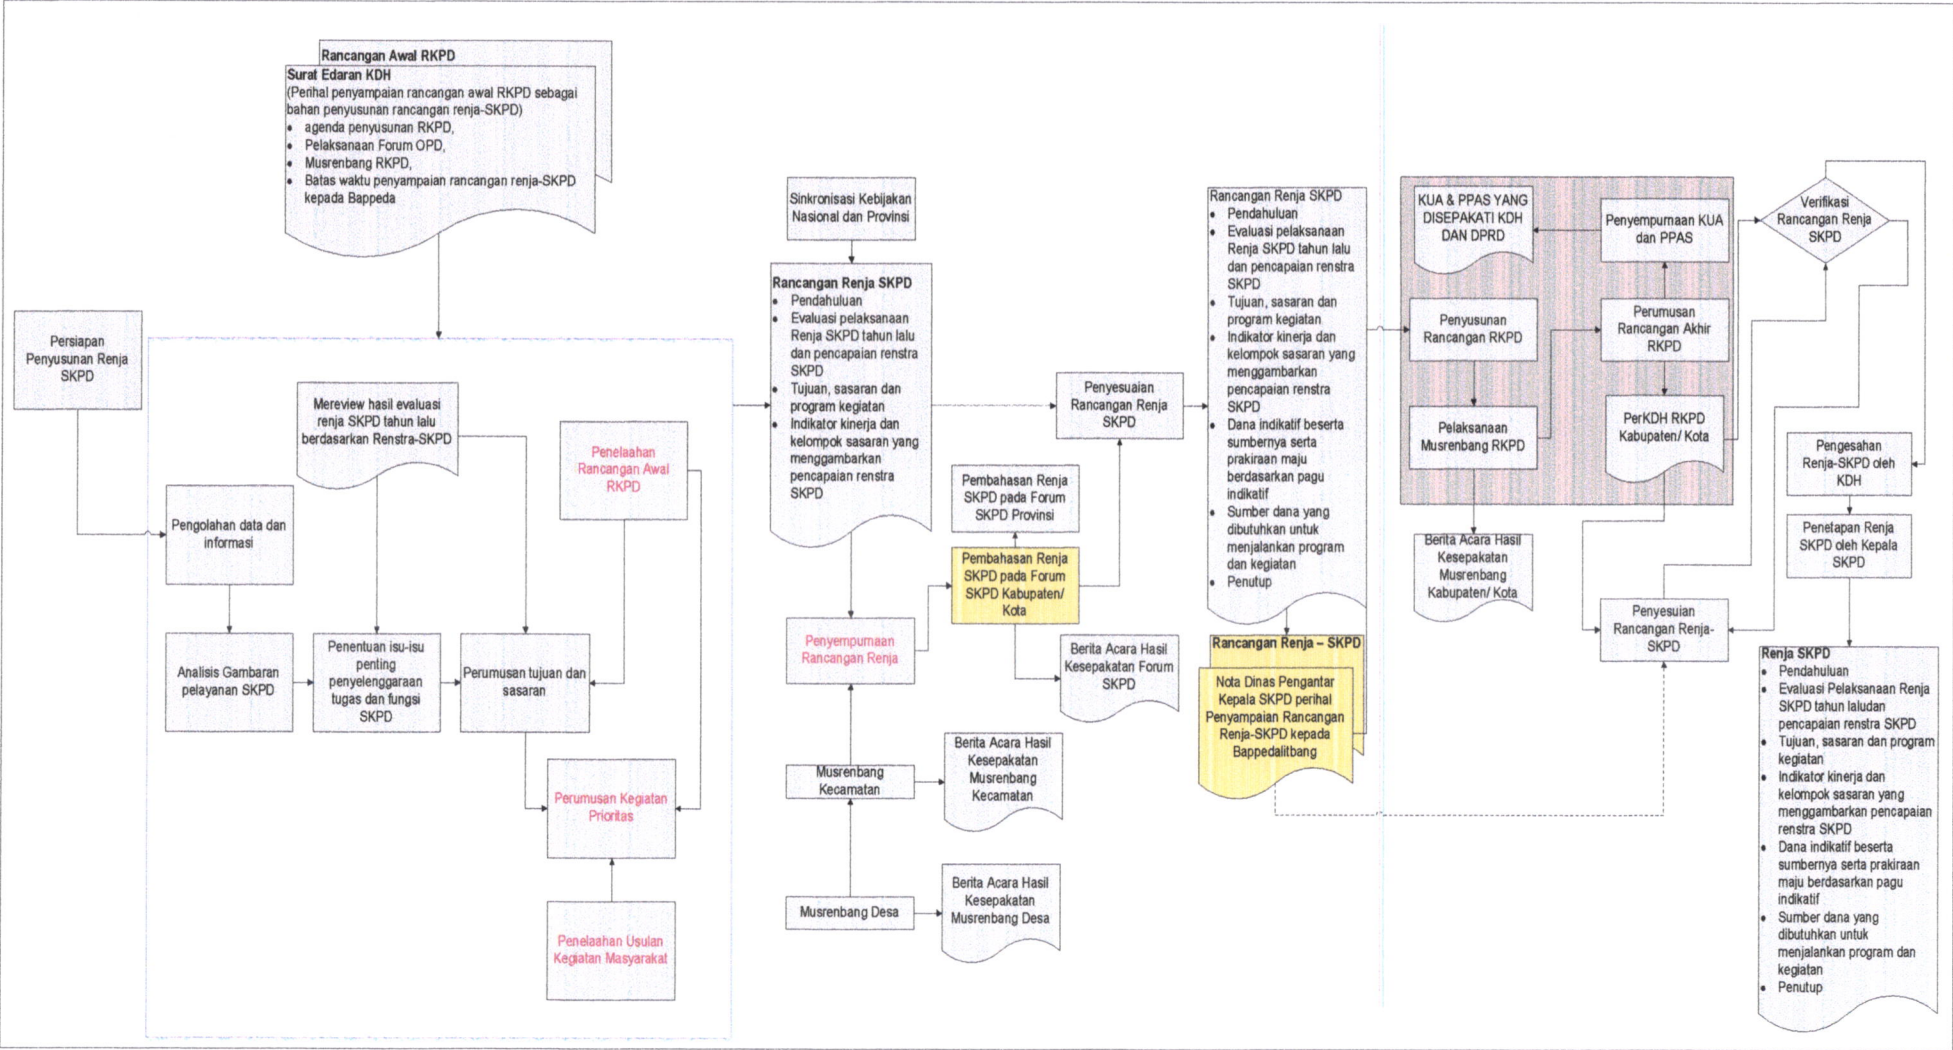 Rancangan Awal RKPD
Surat Edaran KDH
(Perihal penyampaian rancangan awal RKPD sebagai
bahan penyusunan rancangan renja-SKPD)
• agenda penyusunan RKPD,
• Pelaksanaan Forum OPD,
• Musrenbang RKPD,
• Batas waktu penyampaian rancangan renja-SKPD
kepada Bappeda
Persiapan
Penyusunan Renja
SKPD
Mereview hasil evaluasi
renja SKPD tahun lalu
berdasarkan Renstra-SKPD
Penelaahan
Rancangan Awal
RKPD
Pengolahan data dan
informasi
Analisis Gambaran
pelayanan SKPD
Penentuan isu-isu
penting
penyelenggaraan
tugas dan fungsi
SKPD
Perumusan tujuan dan
sasaran
Perumusan Kegiatan
Prioritas
Penelaahan Usulan
Kegiatan Masyarakat
Sinkronisasi Kebijakan
Nasional dan Provinsi
Rancangan Renja SKPD
• Pendahuluan
• Evaluasi pelaksanaan
Renja SKPD tahun lalu
dan pencapaian renstra
SKPD
• Tujuan, sasaran dan
program kegiatan
• Indikator kinerja dan
kelompok sasaran yang
menggambarkan
pencapaian renstra
SKPD
Penyempurnaan
Rancangan Renja
Musrenbang
Kecamatan
Musrenbang Desa
Berita Acara Hasil
Kesepakatan
Musrenbang
Kecamatan
Berita Acara Hasil
Kesepakatan
Musrenbang Desa
Pembahasan Renja
SKPD pada Forum
SKPD Provinsi
Pembahasan Renja
SKPD pada Forum
SKPD Kabupaten/
Kota
Berita Acara Hasil
Kesepakatan Forum
SKPD
Penyesuaian
Rancangan Renja
SKPD
Rancangan Renja SKPD
• Pendahuluan
• Evaluasi pelaksanaan
Renja SKPD tahun lalu
dan pencapaian renstra
SKPD
• Tujuan, sasaran dan
program kegiatan
• Indikator kinerja dan
kelompok sasaran yang
menggambarkan
pencapaian renstra
SKPD
• Dana indikatif beserta
sumbernya serta
prakiraan maju
berdasarkan pagu
indikatif
• Sumber dana yang
dibutuhkan untuk
menjalankan program
dan kegiatan
• Penutup
Rancangan Renja – SKPD
Nota Dinas Pengantar
Kepala SKPD perihal
Penyampaian Rancangan
Renja-SKPD kepada
Bappedalitbang
KUA & PPAS YANG
DISEPAKATI KDH
DAN DPRD
Penyempurnaan KUA
dan PPAS
Penyusunan
Rancangan RKPD
Perumusan
Rancangan Akhir
RKPD
Pelaksanaan
Musrenbang RKPD
PerKDH RKPD
Kabupaten/ Kota
Berita Acara Hasil
Kesepakatan
Musrenbang
Kabupaten/ Kota
Verifikasi
Rancangan Renja
SKPD
Penyesuian
Rancangan Renja-
SKPD
Pengesahan
Renja-SKPD oleh
KDH
Penetapan Renja
SKPD oleh Kepala
SKPD
Renja SKPD
• Pendahuluan
• Evaluasi Pelaksanaan Renja
SKPD tahun laludan
pencapaian renstra SKPD
• Tujuan, sasaran dan program
kegiatan
• Indikator kinerja dan
kelompok sasaran yang
menggambarkan pencapaian
renstra SKPD
• Dana indikatif beserta
sumbernya serta prakiraan
maju berdasarkan pagu
indikatif
• Sumber dana yang
dibutuhkan untuk
menjalankan program dan
kegiatan
• Penutup